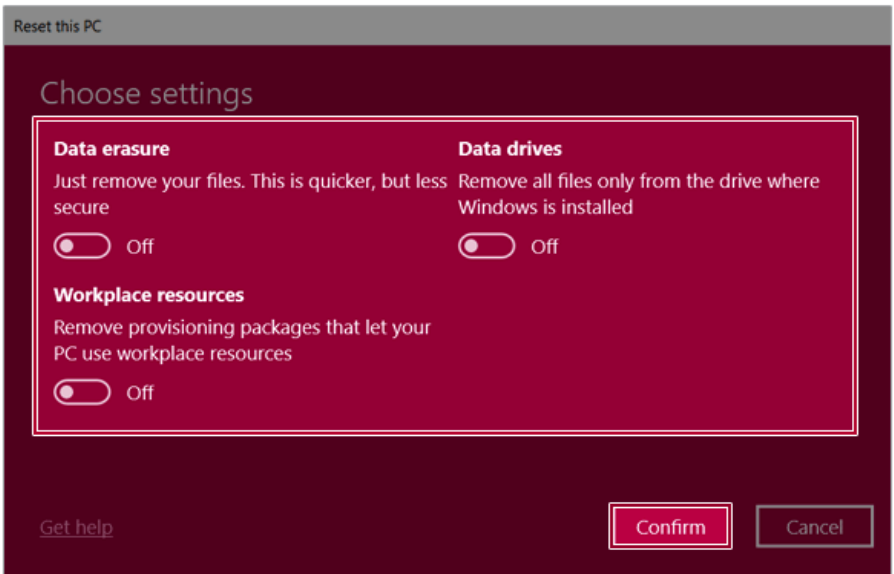 Reset this PC
Choose settings
Data erasure
Just remove your files. This is quicker, but less
secure
Off
Data drives
Remove all files only from the drive where
Windows is installed
Off
Workplace resources
Remove provisioning packages that let your
PC use workplace resources
Off
Get help
Confirm
Cancel